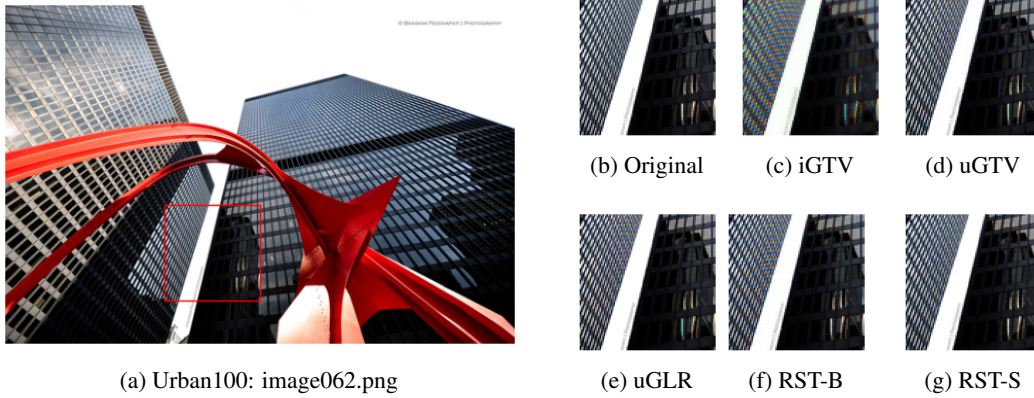 © BHASKAR PEDDHAPATI | PHOTOGRAPHY
(a) Urban100: image062.png
(b) Original
(c) iGTV
(d) uGTV
(e) uGLR
(f) RST-B
(g) RST-S